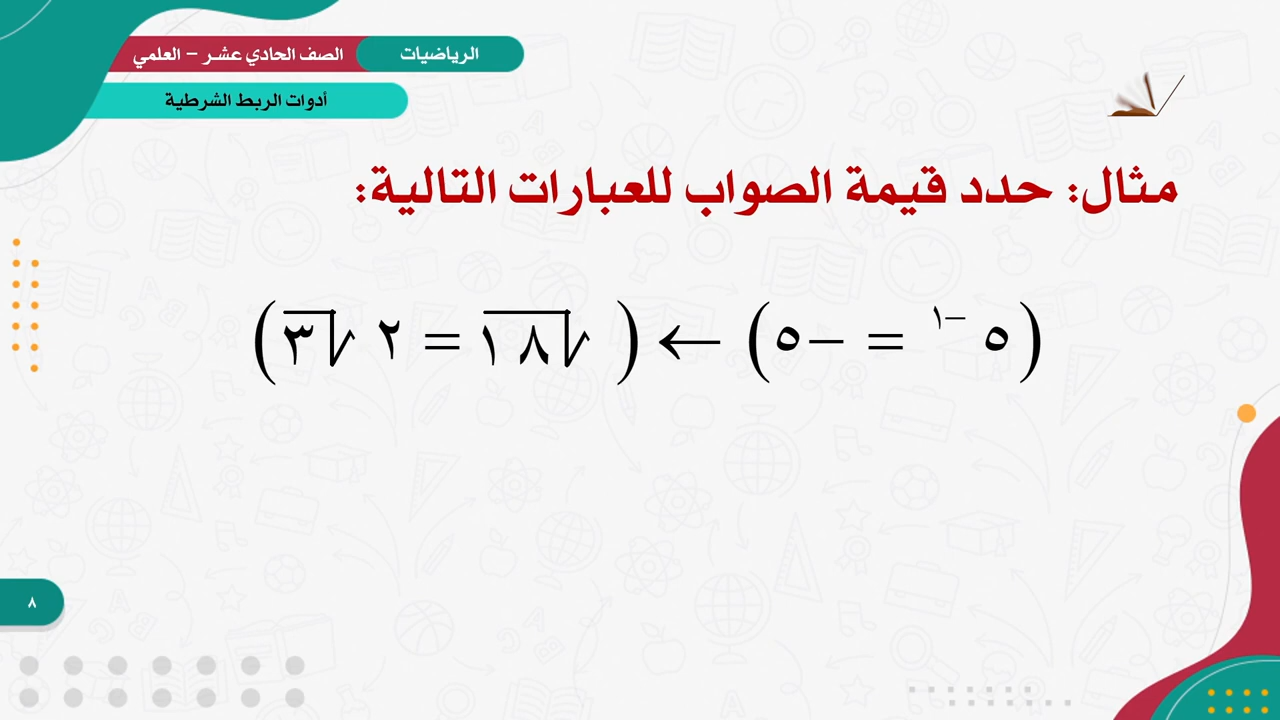 الرياضيات
الصف الحادي عشر – العلمي
أدوات الربط الشرطية
مثال: حدد قيمة الصواب للعبارات التالية:
(٥⁻¹ = –٥) ← (√١٨ = ٢√٣)
٨